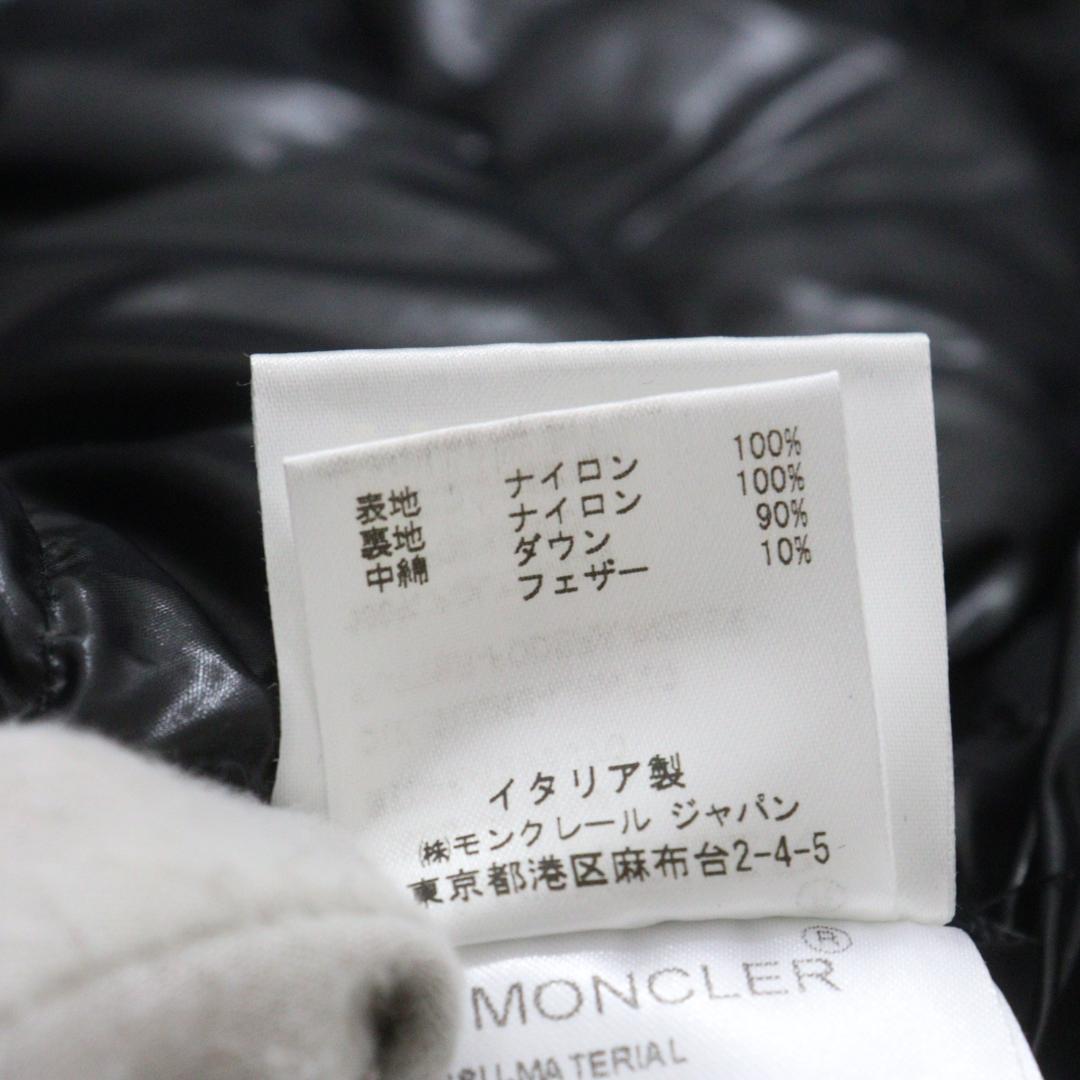 表地 ナイロン 100%
裏地 ナイロン 100%
中綿 ダウン 90%
フェザー 10%
イタリア製
㈱モンクレール ジャパン
東京都港区麻布台2-4-5
MONCLER®